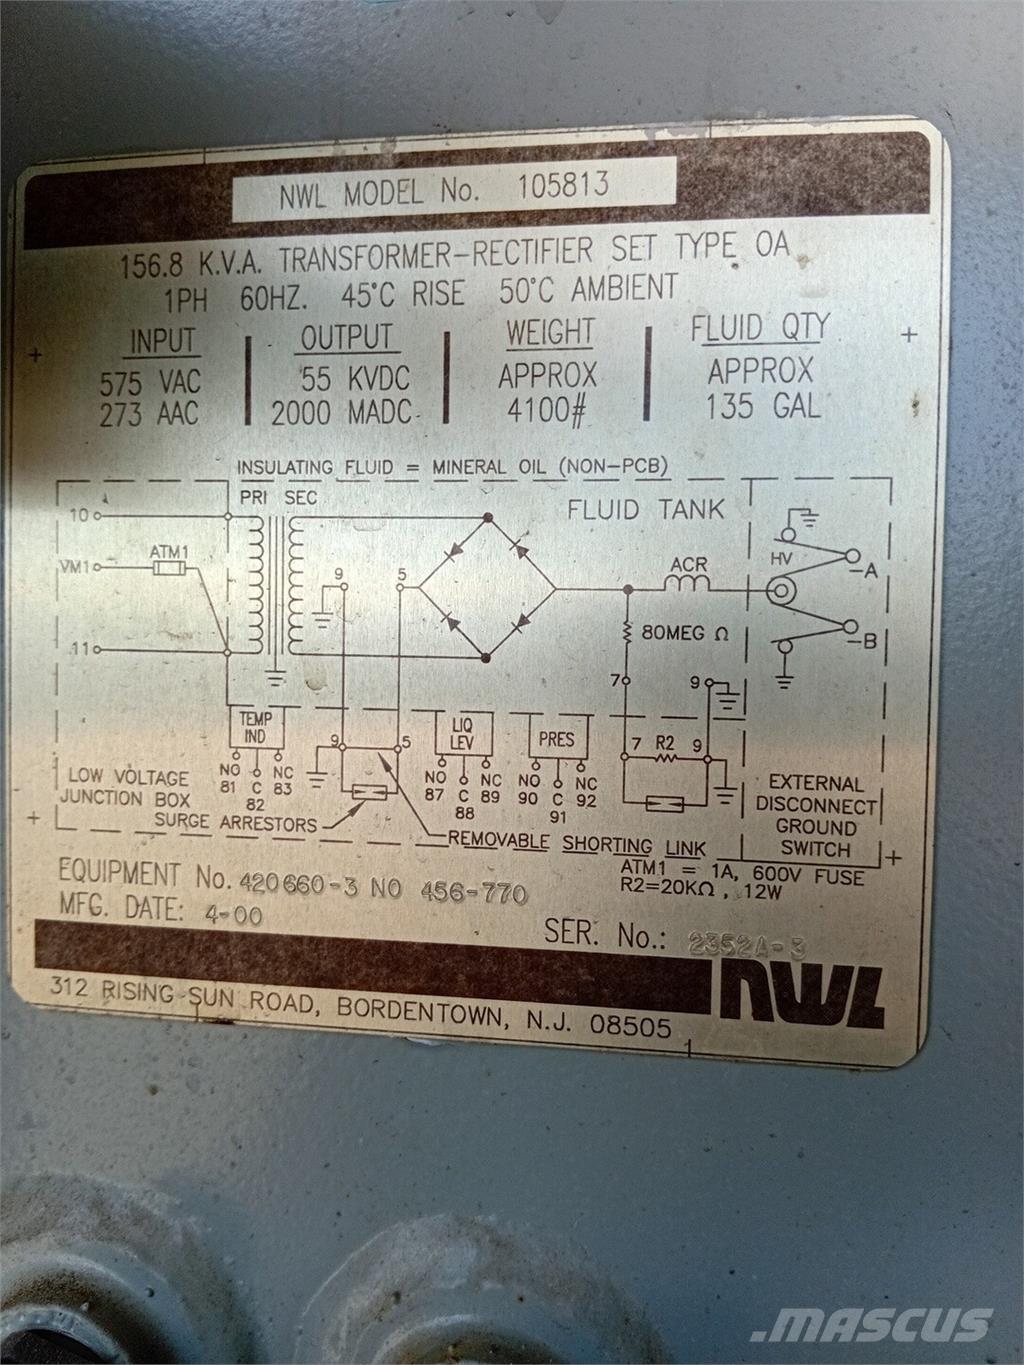 NWL MODEL No. 105813
156.8 K.V.A. TRANSFORMER-RECTIFIER SET TYPE OA
1PH 60HZ. 45°C RISE 50°C AMBIENT
INPUT OUTPUT WEIGHT FLUID QTY
575 VAC 55 KVDC APPROX APPROX
273 AAC 2000 MADC 4100# 135 GAL
INSULATING FLUID = MINERAL OIL (NON-PCB)
PRI SEC
FLUID TANK
10
ATM1
VM1
11
9
5
ACR
HV
A
B
80MEG Ω
7
9
TEMP IND
9
5
LIQ LEV
PRES
7 R2 9
NO 81 C 82 NC 83
NO 87 C 88 NC 89
NO 90 C 91 NC 92
LOW VOLTAGE
JUNCTION BOX
SURGE ARRESTORS
REMOVABLE SHORTING LINK
EXTERNAL
DISCONNECT
GROUND
SWITCH
ATM1 = 1A, 600V FUSE
R2=20KΩ, 12W
EQUIPMENT No. 420660-3 NO 456-770
MFG. DATE: 4-00
SER. No.: 2352A-3
NWL
312 RISING SUN ROAD, BORDENTOWN, N.J. 08505
1
.MASCUS